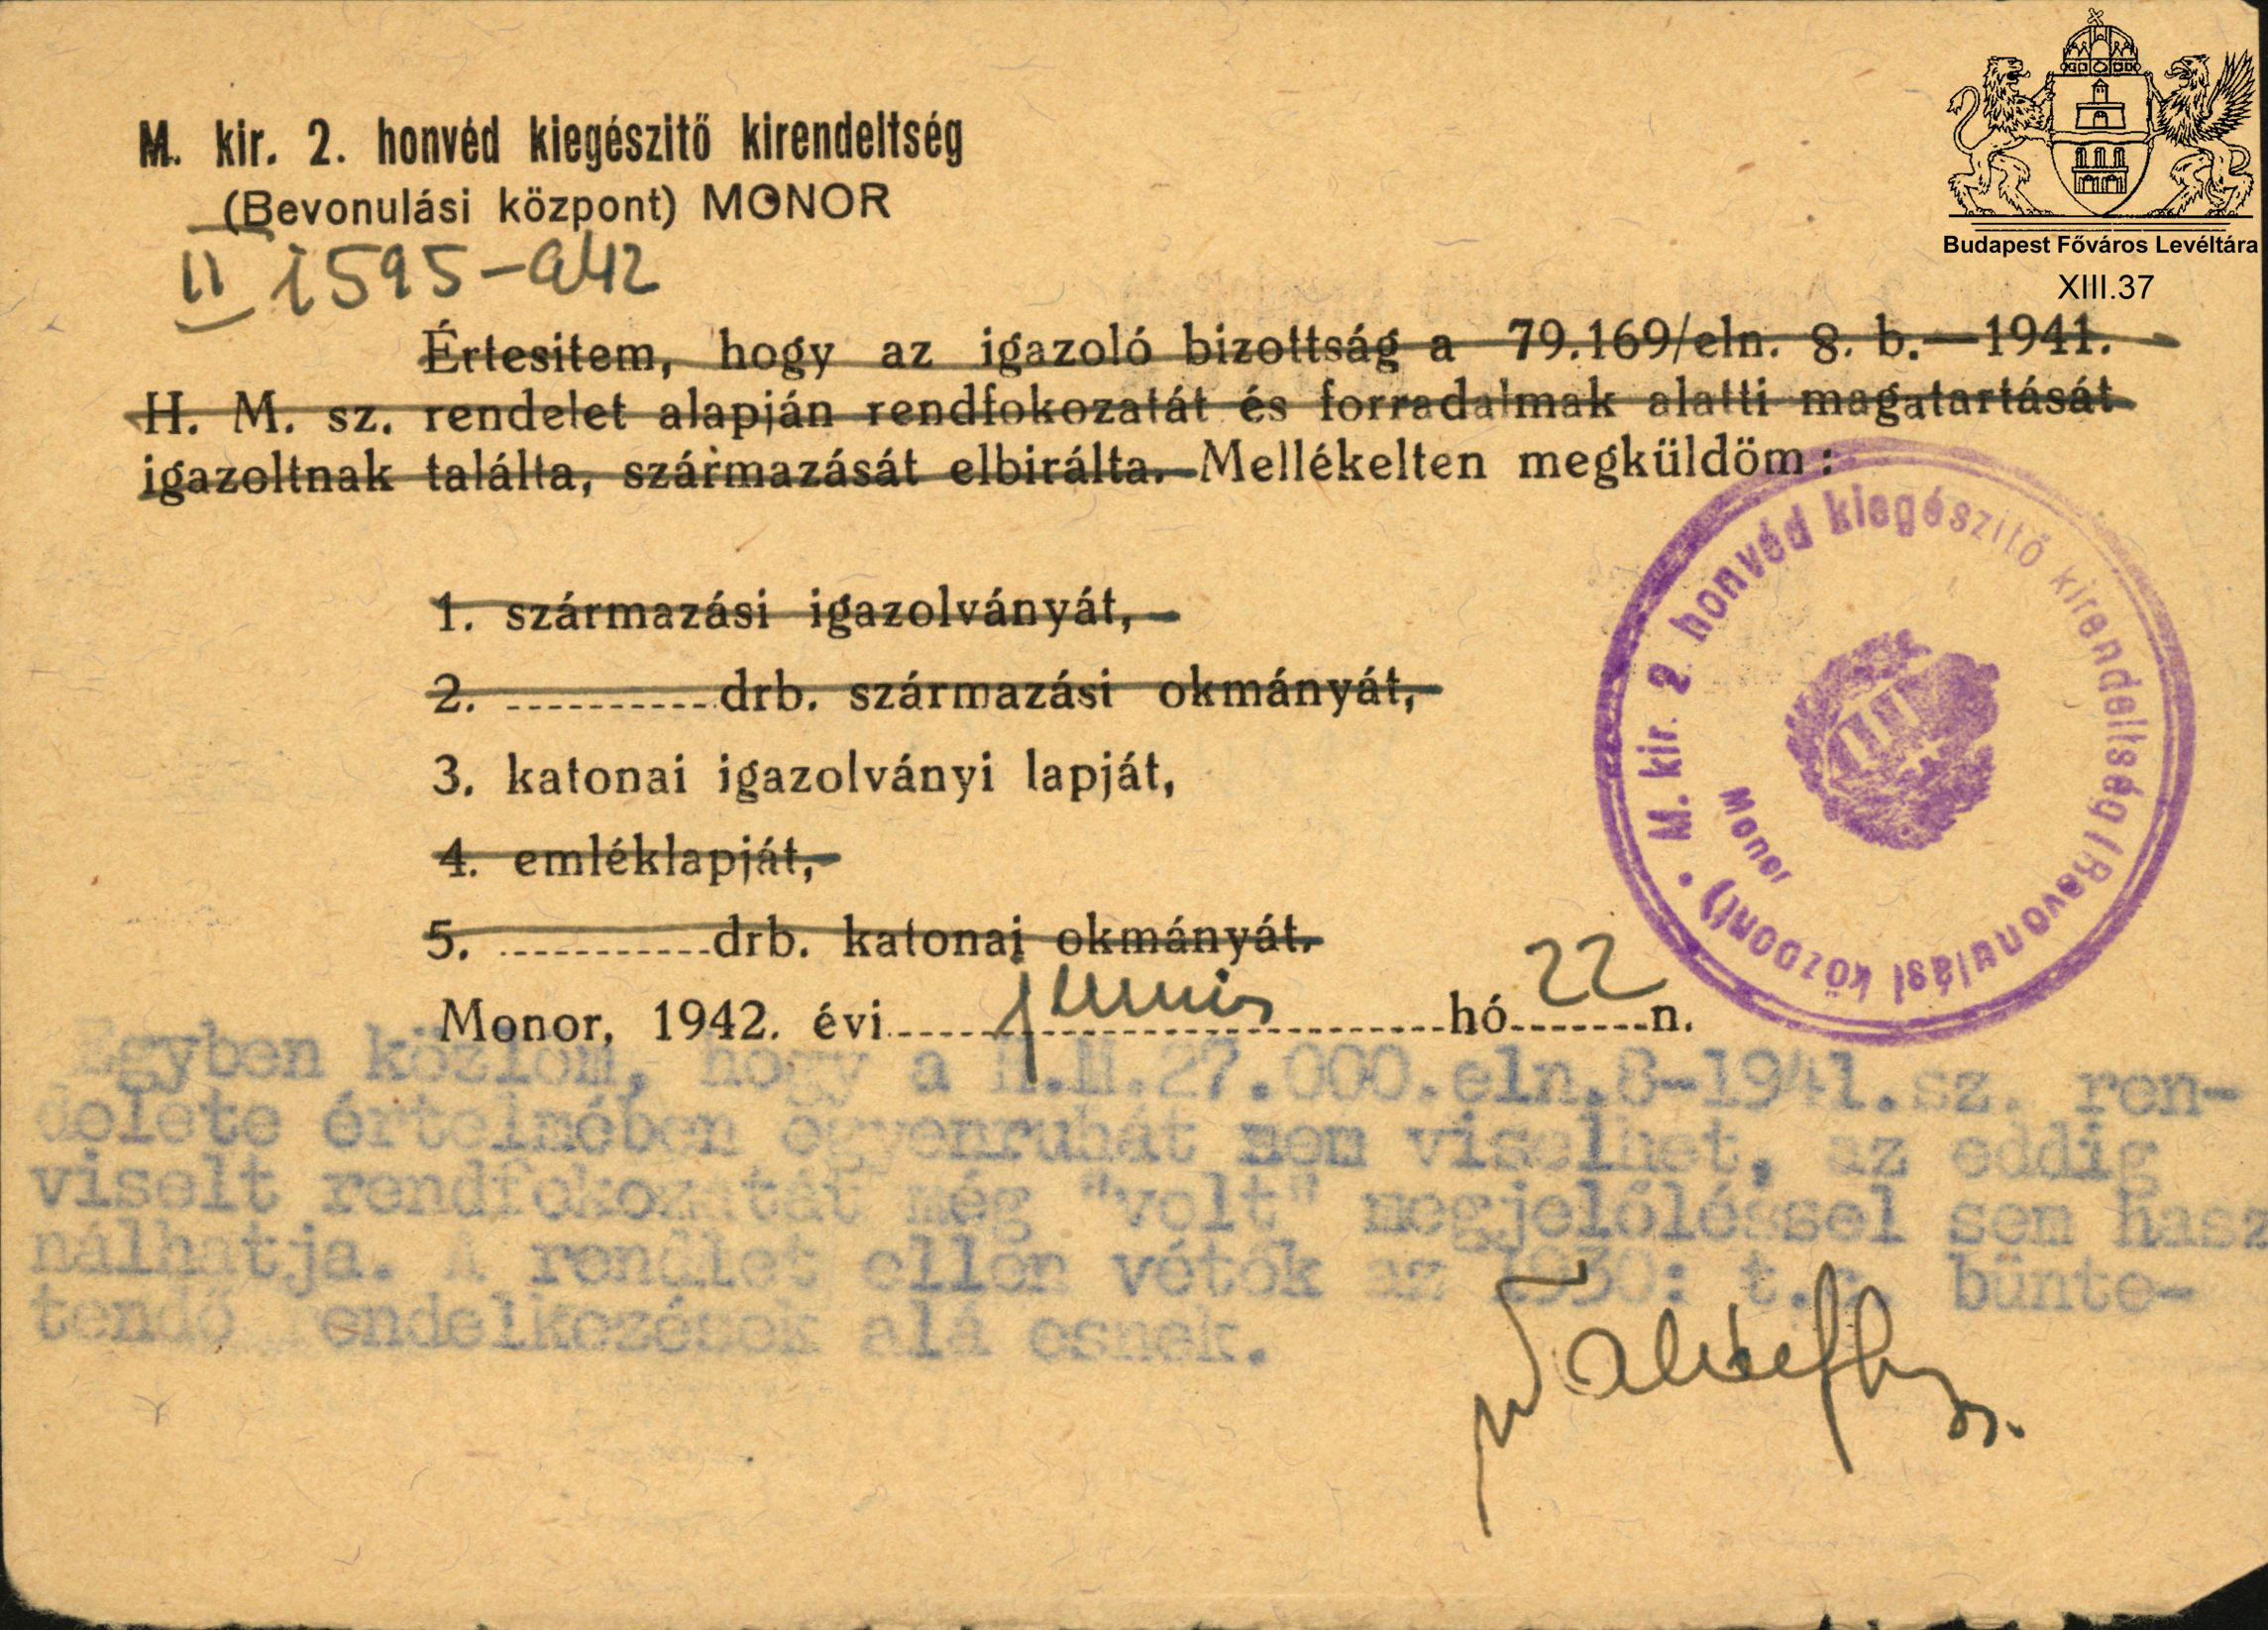 M. kir. 2. honvéd kiegészitő kirendeltség
(Bevonulási központ) MONOR
II 1595-942
Budapest Főváros Levéltára
XIII.37
Értesitem, hogy az igazoló bizottság a 79.169/eln. 8. b.—1941.
H. M. sz. rendelet alapján rendfokozatát és forradalmak alatti magatartását
igazoltnak találta, származását elbirálta. Mellékelten megküldöm:
1. származási igazolványát,
2. ........... drb. származási okmányát,
3. katonai igazolványi lapját,
4. emléklapját,
5. ........... drb. katonai okmányát.
M. kir. 2. honvéd kiegészitő kirendeltség (Bevonulási központ) •
Monor
Monor, 1942. évi junius hó 22 n.
Egyben közlöm, hogy a H.M.27.000.eln.8-1941.sz. ren-
delete értelmében egyenruhát nem viselhet, az eddig
viselt rendfokozatát még "volt" megjelöléssel sem hasz
nálhatja. A rendlet ellen vétők az 1930: t.c. bünte-
tendő rendelkezések alá esnek.